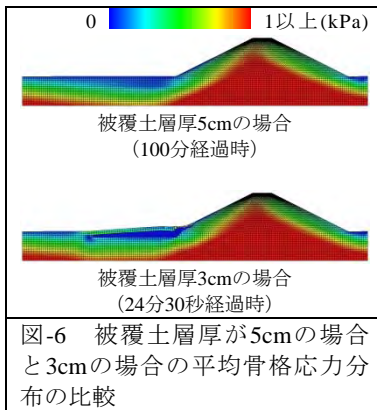 0 1以上(kPa)
被覆土層厚5cmの場合
（100分経過時）
被覆土層厚3cmの場合
（24分30秒経過時）
図-6 被覆土層厚が5cmの場合
と3cmの場合の平均骨格応力分
布の比較